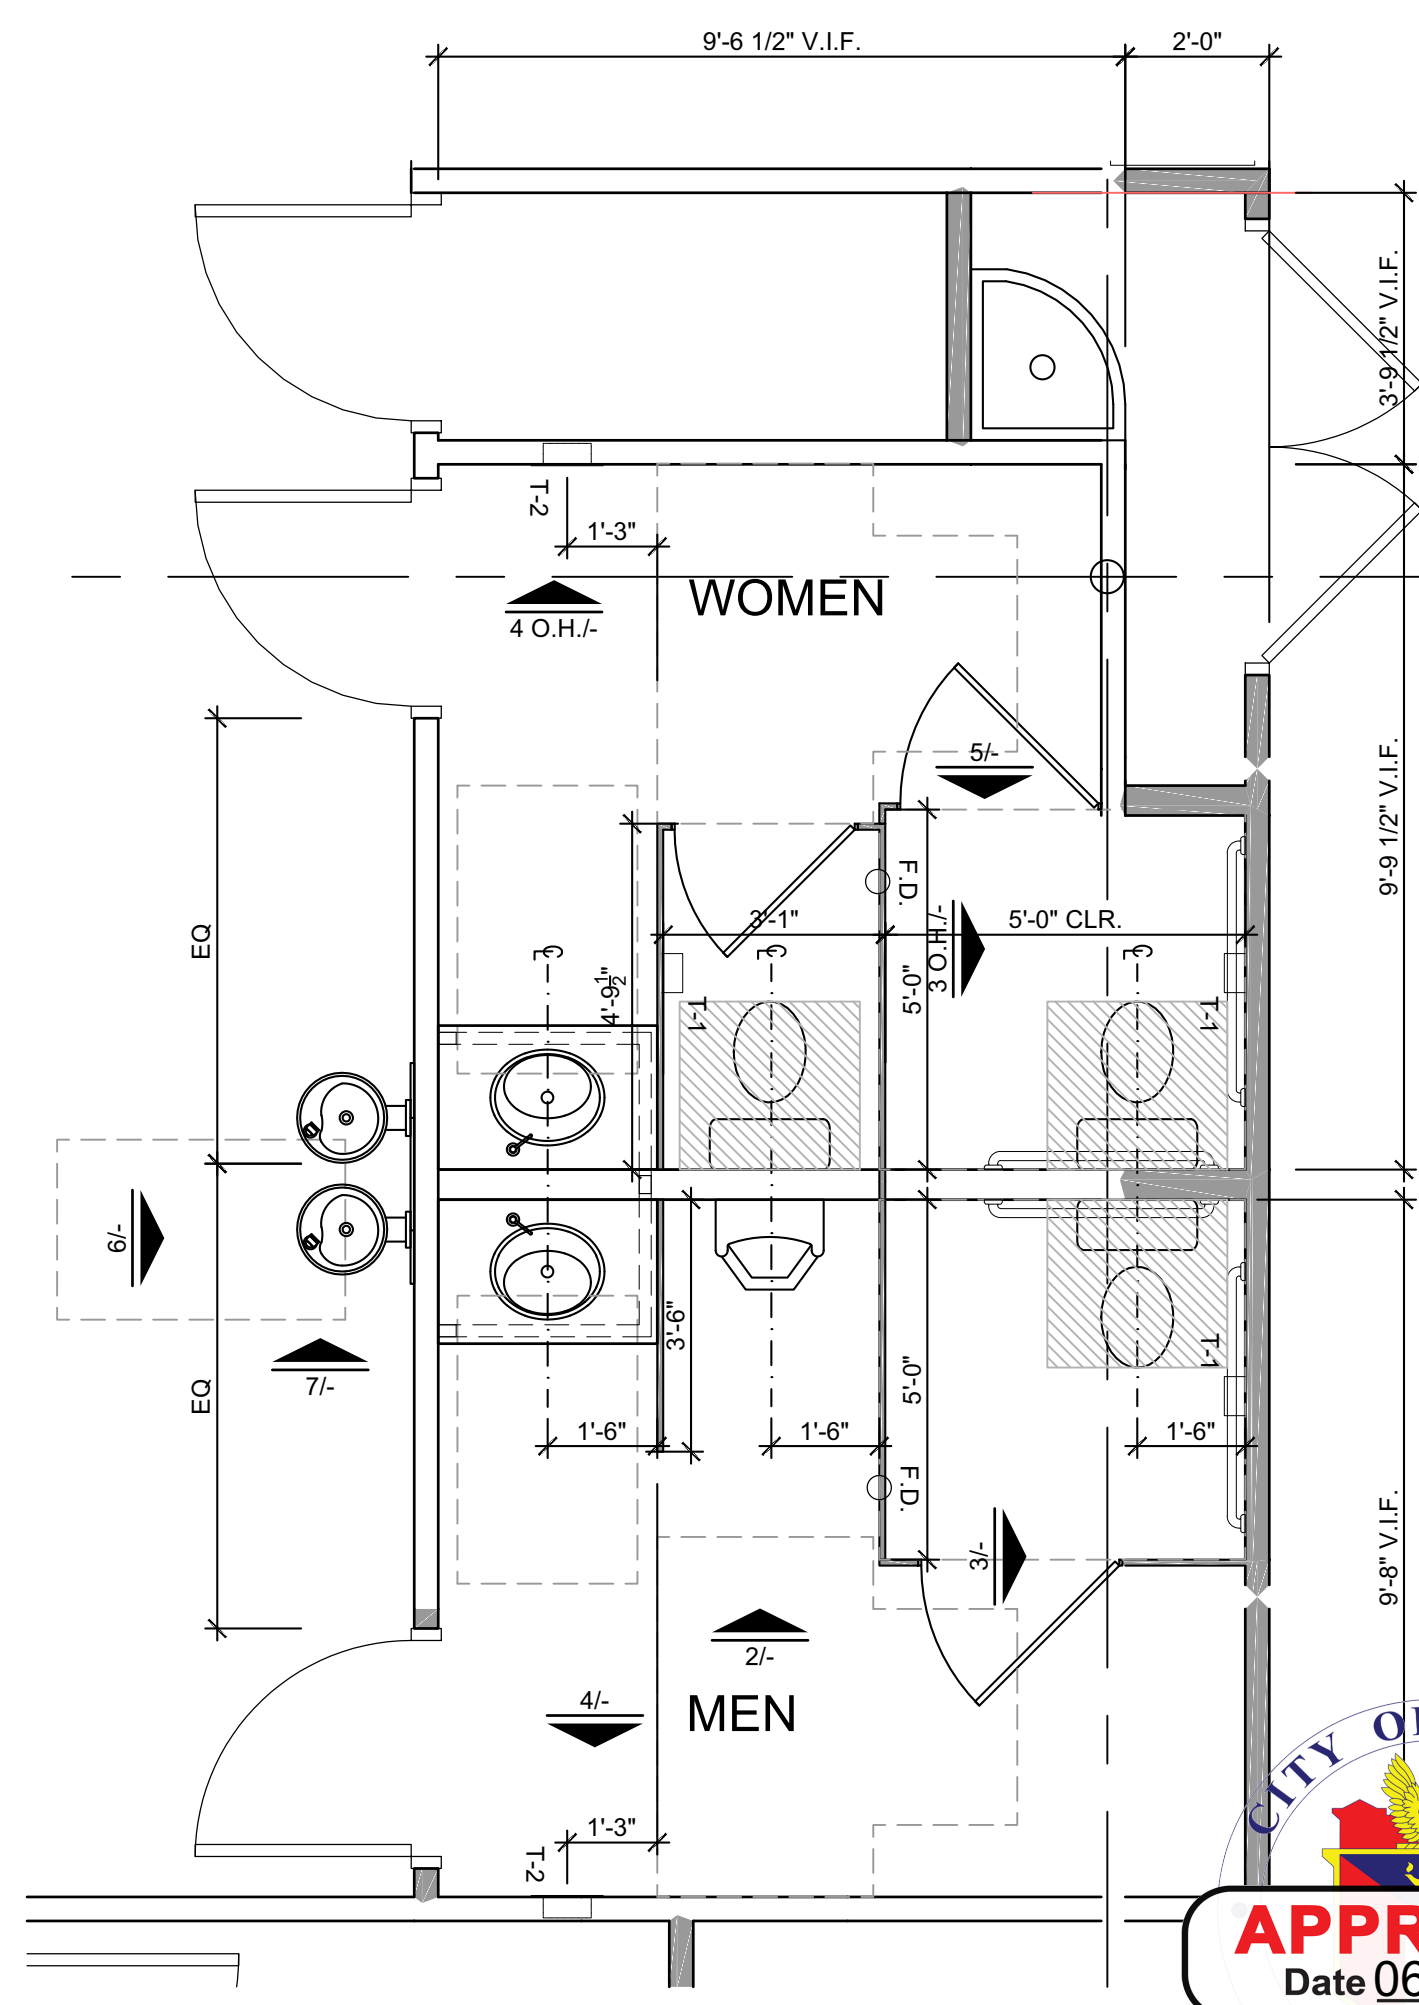 9'-6 1/2" V.I.F.
2'-0"
3'-9 1/2" V.I.F.
T-2
1'-3"
WOMEN
4 O.H./-
5/-
9'-9 1/2" V.I.F.
F.D.
3'-1"
3 O.H./-
5'-0" CLR.
EQ
CL
CL
CL
4'-9 1/2"
5'-0"
T-1
T-1
6/-
7/-
3'-6"
EQ
5'-0"
T-1
1'-6"
1'-6"
1'-6"
F.D.
3/-
9'-8" V.I.F.
2/-
4/-
MEN
1'-3"
T-2
CITY
APPR
Date 06